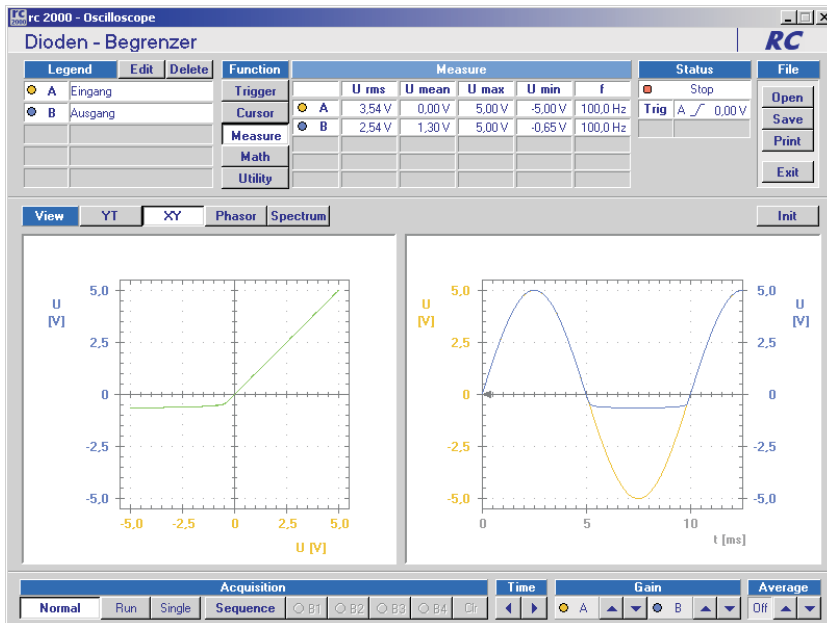 rc 2000 rc 2000 - Oscilloscope
Dioden - Begrenzer RC
Legend Edit Delete Function Measure Status File
A Eingang Trigger U rms U mean U max U min f Stop Open
B Ausgang Cursor A 3,54 V 0,00 V 5,00 V -5,00 V 100,0 Hz Trig A 0,00 V Save
Measure B 2,54 V 1,30 V 5,00 V -0,65 V 100,0 Hz Print
Math
Utility Exit
View YT XY Phasor Spectrum Init
U [V]
5,0
2,5
0
-2,5
-5,0
-5,0 -2,5 0 2,5 5,0
U [V]
U [V]
5,0
2,5
0
-2,5
-5,0
0 5 10
t [ms]
5,0
2,5
0
-2,5
-5,0
U [V]
Acquisition Time Gain Average
Normal Run Single Sequence B1 B2 B3 B4 Clr A B Off